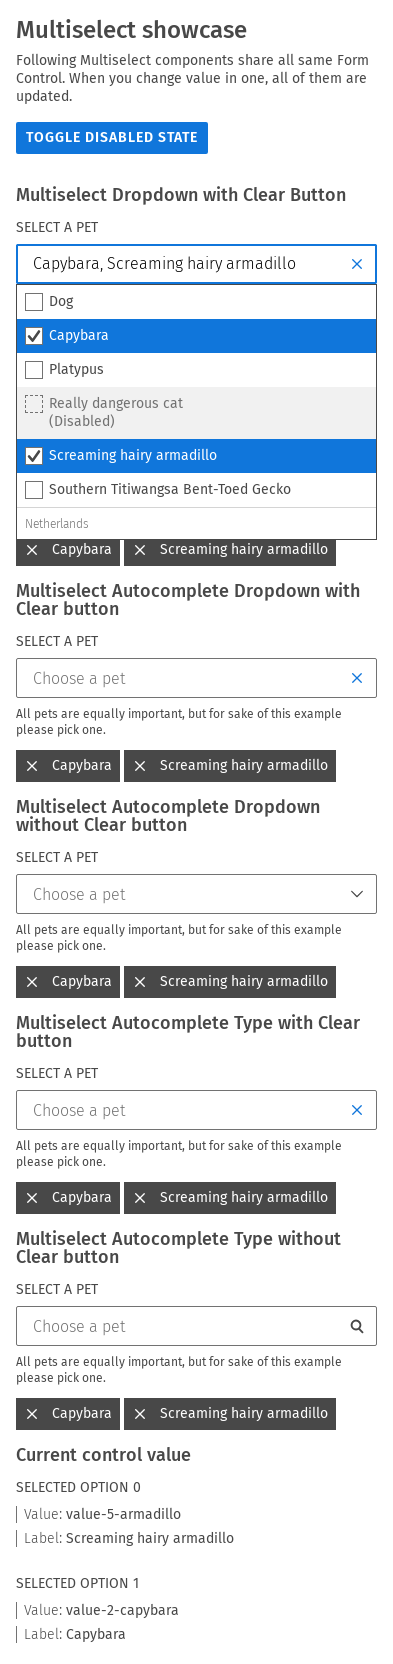 Multiselect showcase
Following Multiselect components share all same Form
Control. When you change value in one, all of them are
updated.
TOGGLE DISABLED STATE
Multiselect Dropdown with Clear Button
SELECT A PET
Capybara, Screaming hairy armadillo
Dog
Capybara
Platypus
Really dangerous cat
(Disabled)
Screaming hairy armadillo
Southern Titiwangsa Bent-Toed Gecko
Netherlands
Capybara Screaming hairy armadillo
Multiselect Autocomplete Dropdown with
Clear button
SELECT A PET
Choose a pet
All pets are equally important, but for sake of this example
please pick one.
Capybara Screaming hairy armadillo
Multiselect Autocomplete Dropdown
without Clear button
SELECT A PET
Choose a pet
All pets are equally important, but for sake of this example
please pick one.
Capybara Screaming hairy armadillo
Multiselect Autocomplete Type with Clear
button
SELECT A PET
Choose a pet
All pets are equally important, but for sake of this example
please pick one.
Capybara Screaming hairy armadillo
Multiselect Autocomplete Type without
Clear button
SELECT A PET
Choose a pet
All pets are equally important, but for sake of this example
please pick one.
Capybara Screaming hairy armadillo
Current control value
SELECTED OPTION 0
Value: value-5-armadillo
Label: Screaming hairy armadillo
SELECTED OPTION 1
Value: value-2-capybara
Label: Capybara